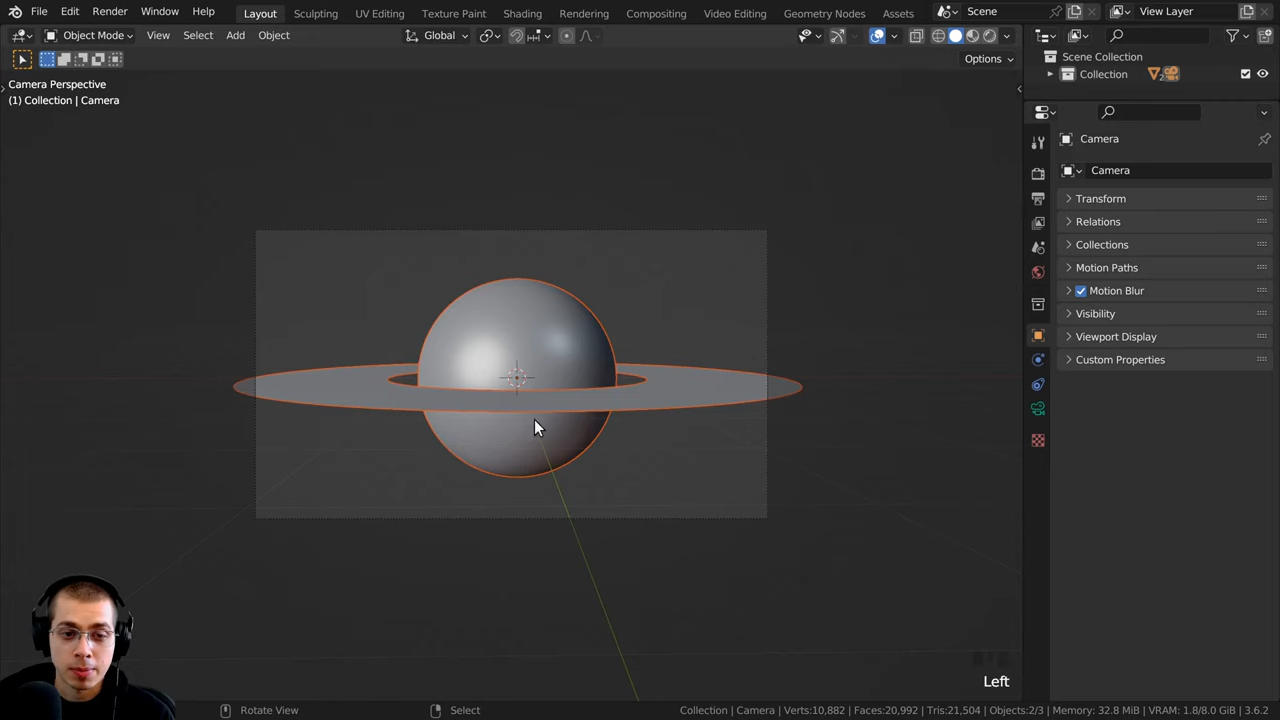 File Edit Render Window Help Layout Sculpting UV Editing Texture Paint Shading Rendering Compositing Video Editing Geometry Nodes Assets Scene View Layer
Object Mode View Select Add Object Global
Options
Scene Collection
Collection 2
Camera Perspective
(1) Collection | Camera
Camera
Camera
Transform
Relations
Collections
Motion Paths
Motion Blur
Visibility
Viewport Display
Custom Properties
Left
Rotate View Select Collection | Camera | Verts:10,882 | Faces:20,992 | Tris:21,504 | Objects:2/3 | Memory: 32.8 MiB | VRAM: 1.8/8.0 GiB | 3.6.2